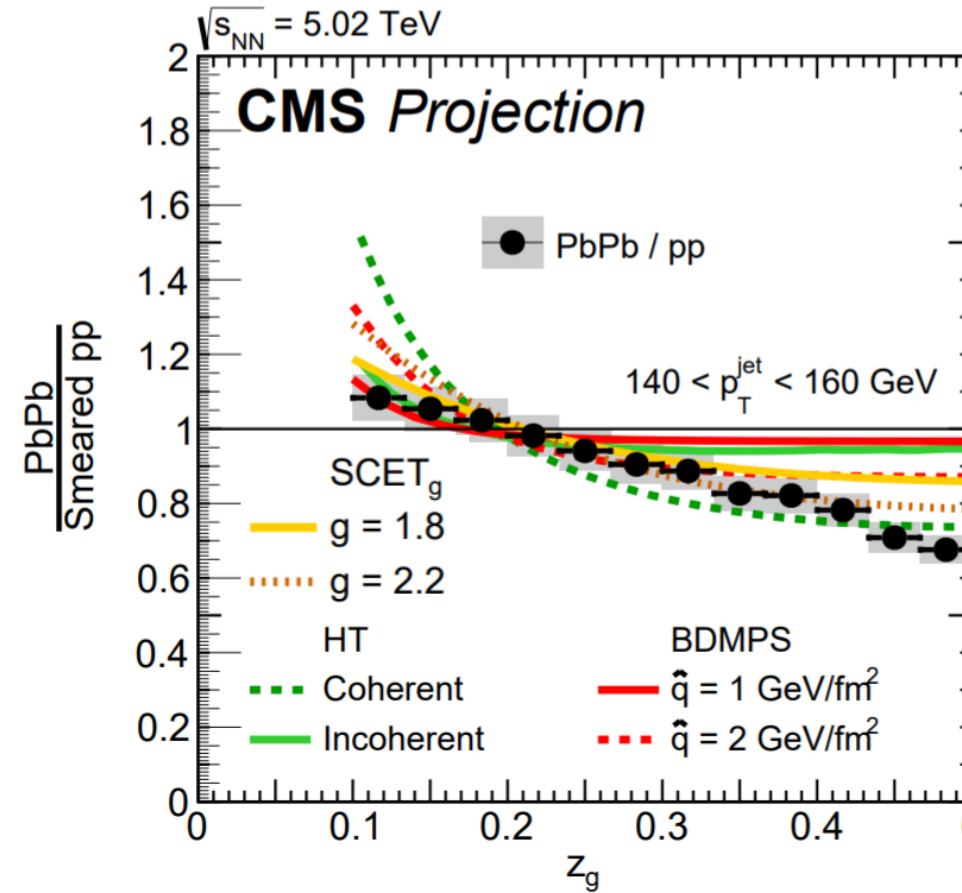 √s_NN = 5.02 TeV
CMS Projection
PbPb / pp
140 < p_T^jet < 160 GeV
PbPb
Smeared pp
SCET_g
g = 1.8
g = 2.2
HT
Coherent
Incoherent
BDMPS
q̂ = 1 GeV/fm²
q̂ = 2 GeV/fm²
2
1.8
1.6
1.4
1.2
1
0.8
0.6
0.4
0.2
0
0 0.1 0.2 0.3 0.4
z_g